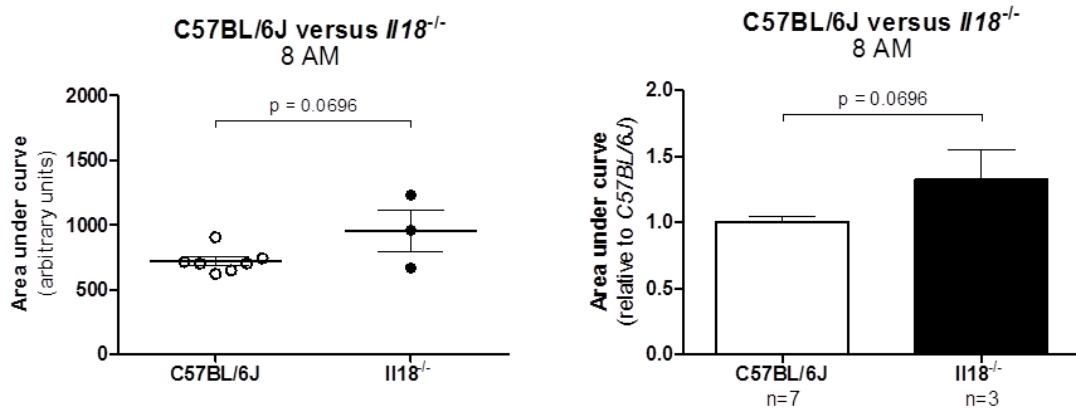 C57BL/6J versus Il18-/-
8 AM
p = 0.0696
2000
1500
1000
500
0
Area under curve
(arbitrary units)
C57BL/6J
Il18-/-
C57BL/6J versus Il18-/-
8 AM
p = 0.0696
2.0
1.5
1.0
0.5
0.0
Area under curve
(relative to C57BL/6J)
C57BL/6J
Il18-/-
n=7
n=3